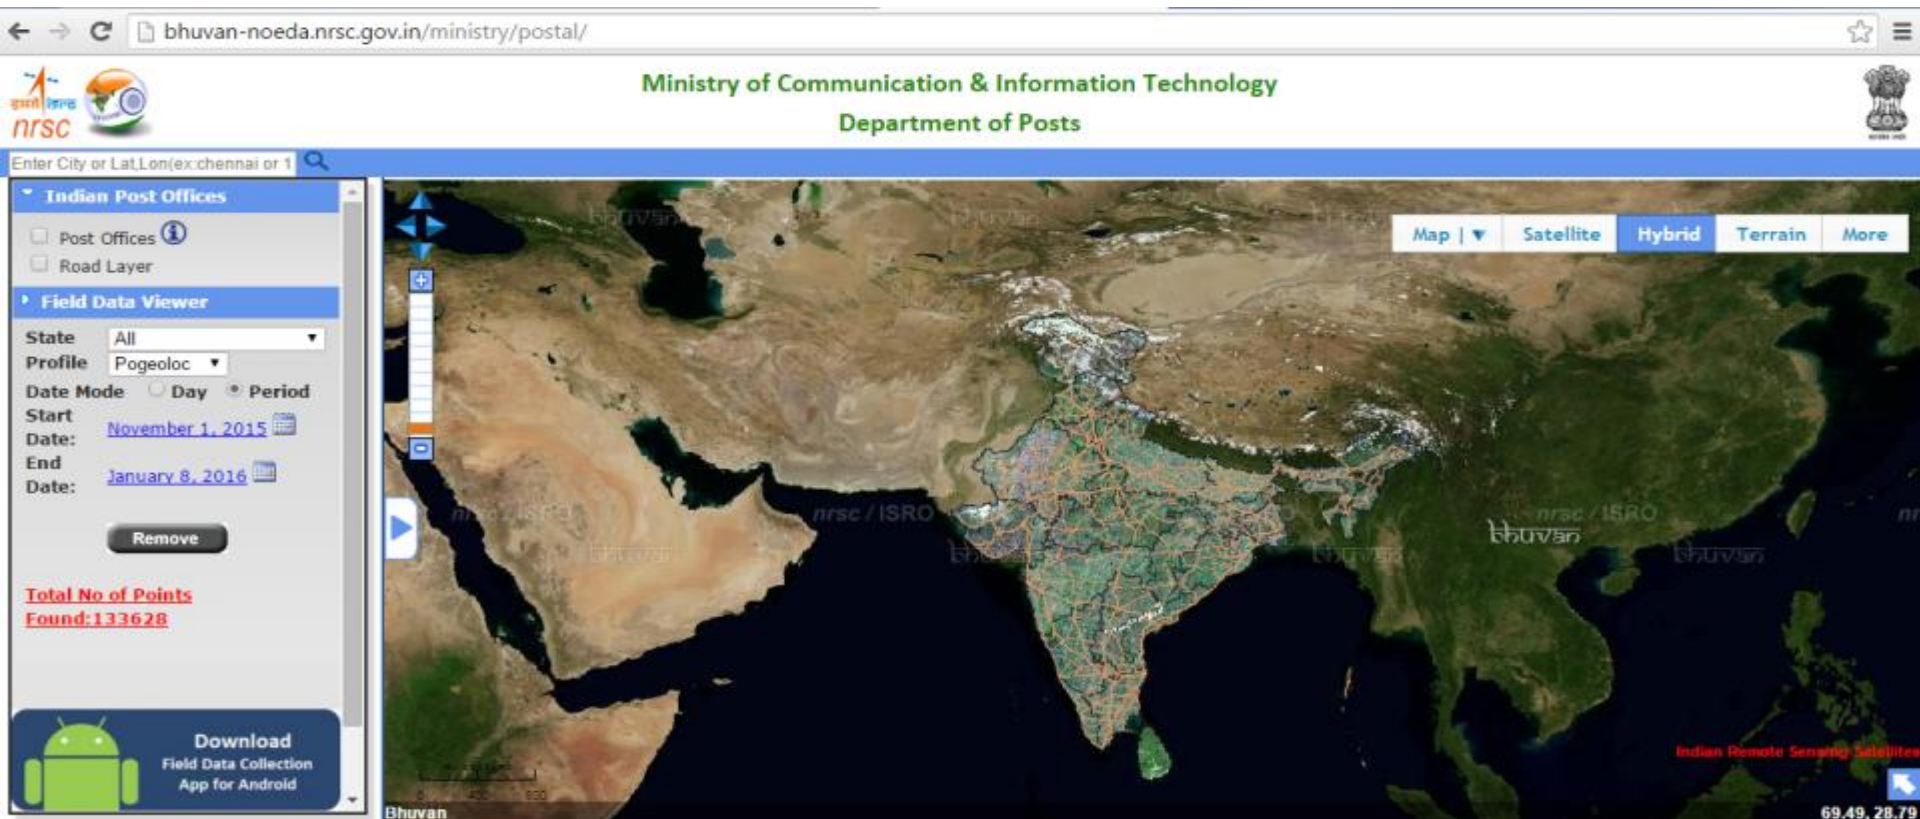 bhuvan-noeda.nrsc.gov.in/ministry/postal/
nrsc
Ministry of Communication & Information Technology
Department of Posts
Enter City or Lat,Lon(ex:chennai or 1
Indian Post Offices
Post Offices
Road Layer
Field Data Viewer
State All
Profile Pogeoloc
Date Mode Day Period
Start
Date: November 1, 2015
End
Date: January 8, 2016
Remove
Total No of Points
Found:133628
Download
Field Data Collection
App for Android
bhuvan
bhuvan
Map | ▼ Satellite Hybrid Terrain More
nrsc / ISRO
nrsc / ISRO
bhuvan
bhuvan
bhuvan
Indian Remote Sensing Satellites
Bhuvan
69.49, 28.79